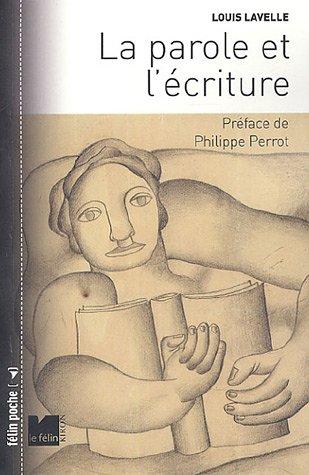 LOUIS LAVELLE
La parole et
l'écriture
Préface de
Philippe Perrot
félin poche
le félin
KIRON